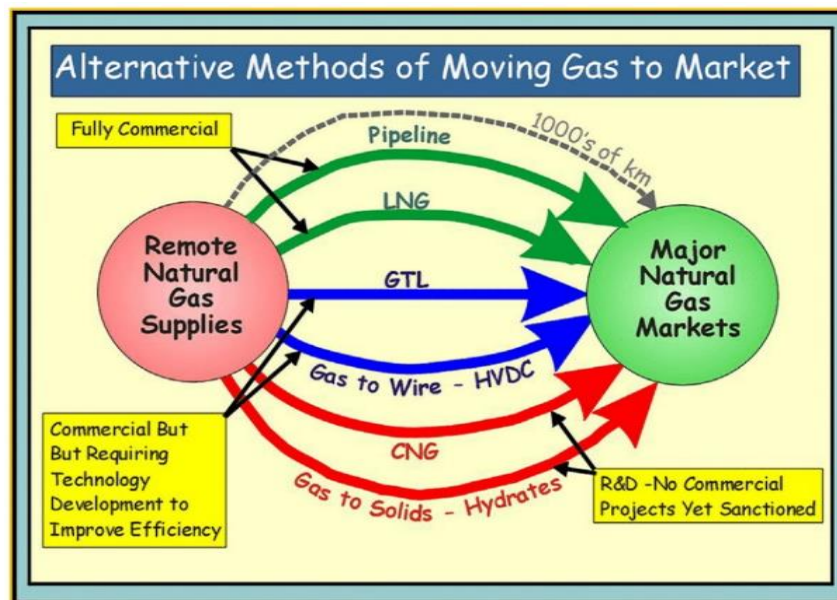 Alternative Methods of Moving Gas to Market
Fully Commercial
1000's of km
Pipeline
LNG
Remote
Natural
Gas
Supplies
GTL
Major
Natural
Gas
Markets
Gas to Wire - HVDC
CNG
Gas to Solids - Hydrates
Commercial But
But Requiring
Technology
Development to
Improve Efficiency
R&D -No Commercial
Projects Yet Sanctioned